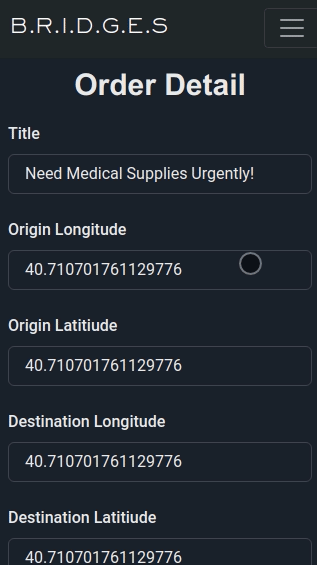 B.R.I.D.G.E.S
Order Detail
Title
Need Medical Supplies Urgently!
Origin Longitude
40.710701761129776
Origin Latitiude
40.710701761129776
Destination Longitude
40.710701761129776
Destination Latitiude
40.710701761129776